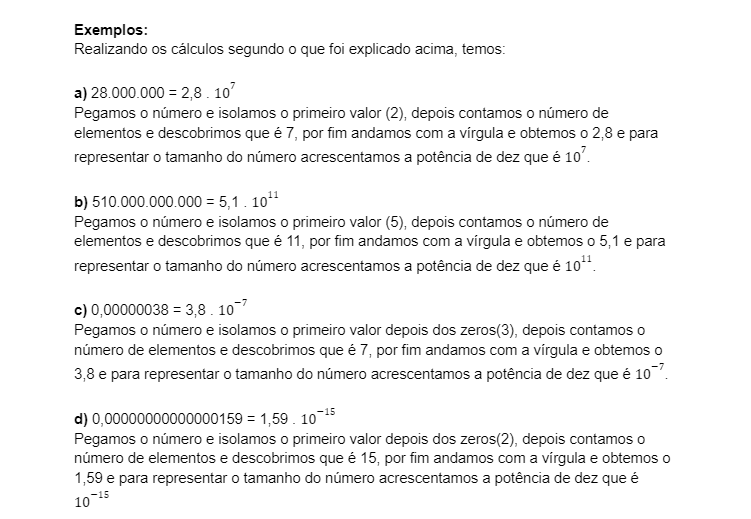 Exemplos:
Realizando os cálculos segundo o que foi explicado acima, temos:
a) 28.000.000 = 2,8 . 10⁷
Pegamos o número e isolamos o primeiro valor (2), depois contamos o número de
elementos e descobrimos que é 7, por fim andamos com a vírgula e obtemos o 2,8 e para
representar o tamanho do número acrescentamos a potência de dez que é 10⁷.
b) 510.000.000.000 = 5,1 . 10¹¹
Pegamos o número e isolamos o primeiro valor (5), depois contamos o número de
elementos e descobrimos que é 11, por fim andamos com a vírgula e obtemos o 5,1 e para
representar o tamanho do número acrescentamos a potência de dez que é 10¹¹.
c) 0,00000038 = 3,8 . 10⁻⁷
Pegamos o número e isolamos o primeiro valor depois dos zeros(3), depois contamos o
número de elementos e descobrimos que é 7, por fim andamos com a vírgula e obtemos o
3,8 e para representar o tamanho do número acrescentamos a potência de dez que é 10⁻⁷.
d) 0,00000000000000159 = 1,59 . 10⁻¹⁵
Pegamos o número e isolamos o primeiro valor depois dos zeros(2), depois contamos o
número de elementos e descobrimos que é 15, por fim andamos com a vírgula e obtemos o
1,59 e para representar o tamanho do número acrescentamos a potência de dez que é
10⁻¹⁵